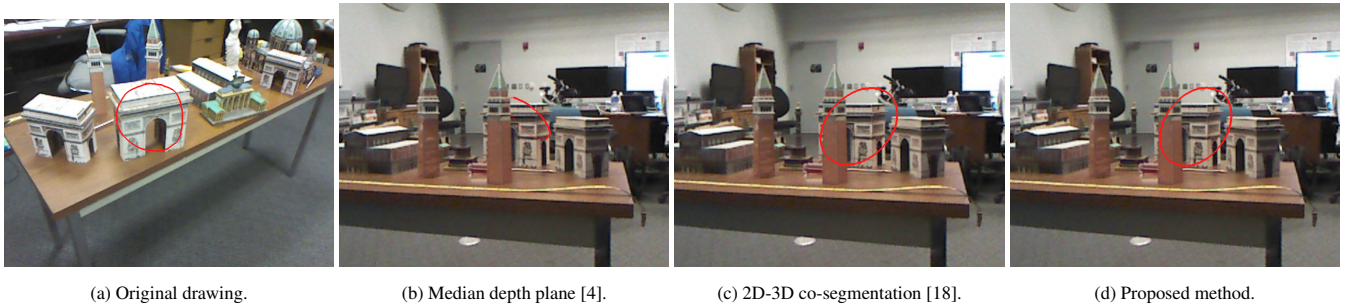 (a) Original drawing.
(b) Median depth plane [4].
(c) 2D-3D co-segmentation [18].
(d) Proposed method.